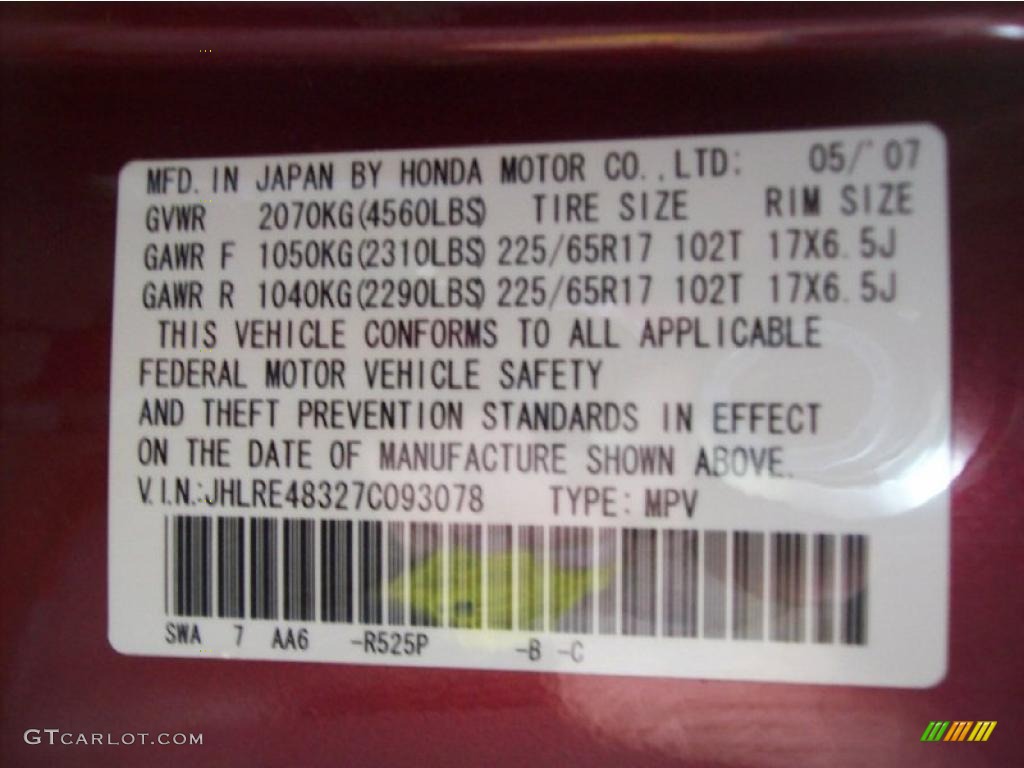 MFD. IN JAPAN BY HONDA MOTOR CO., LTD: 05/'07
GVWR 2070KG(4560LBS) TIRE SIZE RIM SIZE
GAWR F 1050KG(2310LBS) 225/65R17 102T 17X6.5J
GAWR R 1040KG(2290LBS) 225/65R17 102T 17X6.5J
THIS VEHICLE CONFORMS TO ALL APPLICABLE
FEDERAL MOTOR VEHICLE SAFETY
AND THEFT PREVENTION STANDARDS IN EFFECT
ON THE DATE OF MANUFACTURE SHOWN ABOVE.
V.I.N.:JHLRE48327C093078 TYPE: MPV
SWA 7 AA6 -R525P -B -C
GTCARLOT.COM